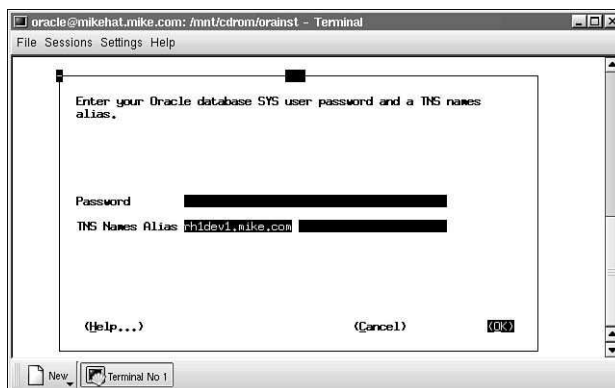 oracle@mikehat.mike.com: /mnt/cdrom/orainst - Terminal
File Sessions Settings Help
Enter your Oracle database SYS user password and a TNS names
alias.
Password
TNS Names Alias rh1dev1.mike.com
(Help...) (Cancel) (OK)
New Terminal No 1